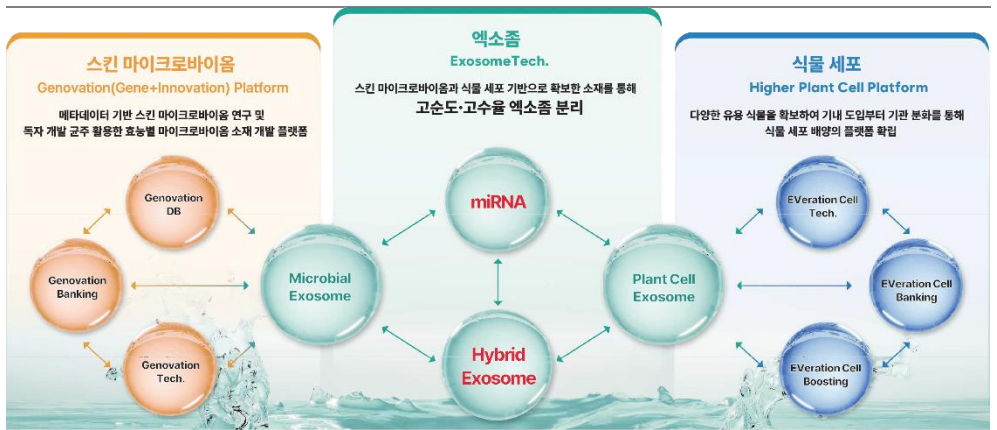 스킨 마이크로바이옴
Genovation(Gene+Innovation) Platform
메타데이터 기반 스킨 마이크로바이옴 연구 및
독자 개발 균주 활용한 효능별 마이크로바이옴 소재 개발 플랫폼
Genovation
DB
Genovation
Banking
Genovation
Tech.
엑소좀
ExosomeTech.
스킨 마이크로바이옴과 식물 세포 기반으로 확보한 소재를 통해
고순도·고수율 엑소좀 분리
miRNA
Microbial
Exosome
Plant Cell
Exosome
Hybrid
Exosome
식물 세포
Higher Plant Cell Platform
다양한 유용 식물을 확보하여 기내 도입부터 기관 분화를 통해
식물 세포 배양의 플랫폼 확립
EVeration Cell
Tech.
EVeration Cell
Banking
EVeration Cell
Boosting